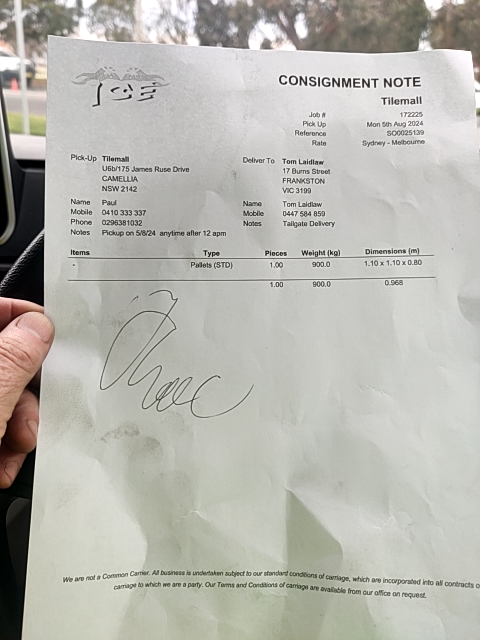 ICE
CONSIGNMENT NOTE
Tilemall
Job # 172225
Pick Up Mon 5th Aug 2024
Reference SO0025139
Rate Sydney - Melbourne
Pick-Up Tilemall
U6b/175 James Ruse Drive
CAMELLIA
NSW 2142
Name Paul
Mobile 0410 333 337
Phone 0296381032
Notes Pickup on 5/8/24 anytime after 12 apm
Deliver To Tom Laidlaw
17 Burns Street
FRANKSTON
VIC 3199
Name Tom Laidlaw
Mobile 0447 584 859
Notes Tailgate Delivery
Items Type Pieces Weight (kg) Dimensions (m)
- Pallets (STD) 1.00 900.0 1.10 x 1.10 x 0.80
1.00 900.0 0.968
We are not a Common Carrier. All business is undertaken subject to our standard conditions of carriage, which are incorporated into all contracts o
carriage to which we are a party. Our Terms and Conditions of carriage are available from our office on request.